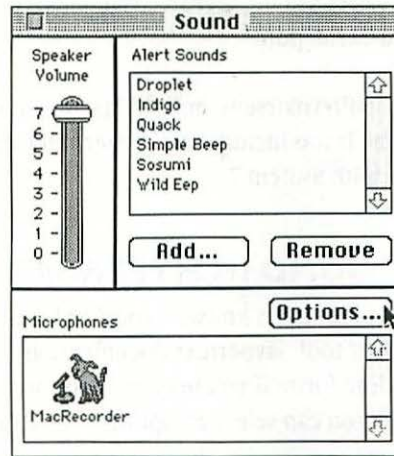 Sound
Speaker
Volume
7
6
5
4
3
2
1
0
Alert Sounds
Droplet
Indigo
Quack
Simple Beep
Sosumi
Wild Eep
Add...
Remove
Options...
Microphones
MacRecorder